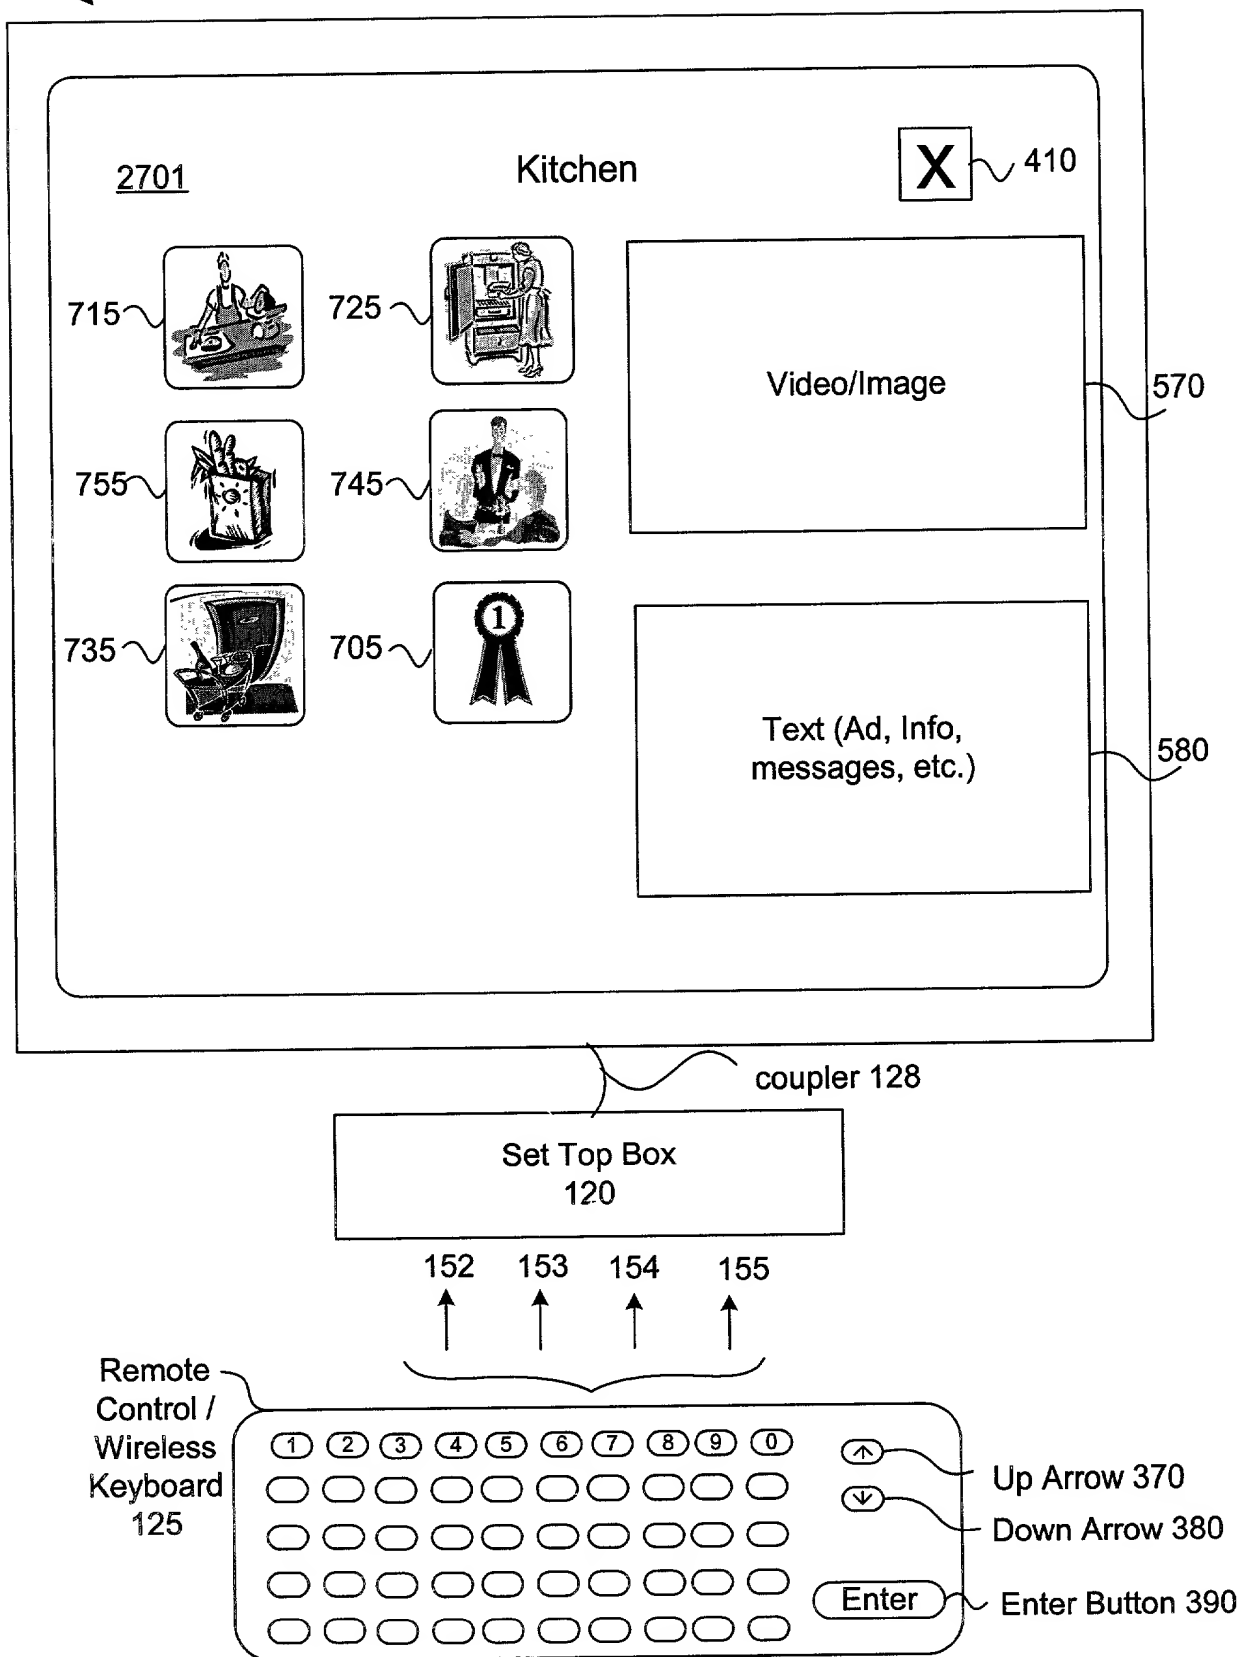 2701
Kitchen
X
410
715
725
Video/Image
570
755
745
735
705
1
Text (Ad, Info,
messages, etc.)
580
coupler 128
Set Top Box
120
152 153 154 155
Remote
Control /
Wireless
Keyboard
125
1 2 3 4 5 6 7 8 9 0
Up Arrow 370
Down Arrow 380
Enter
Enter Button 390